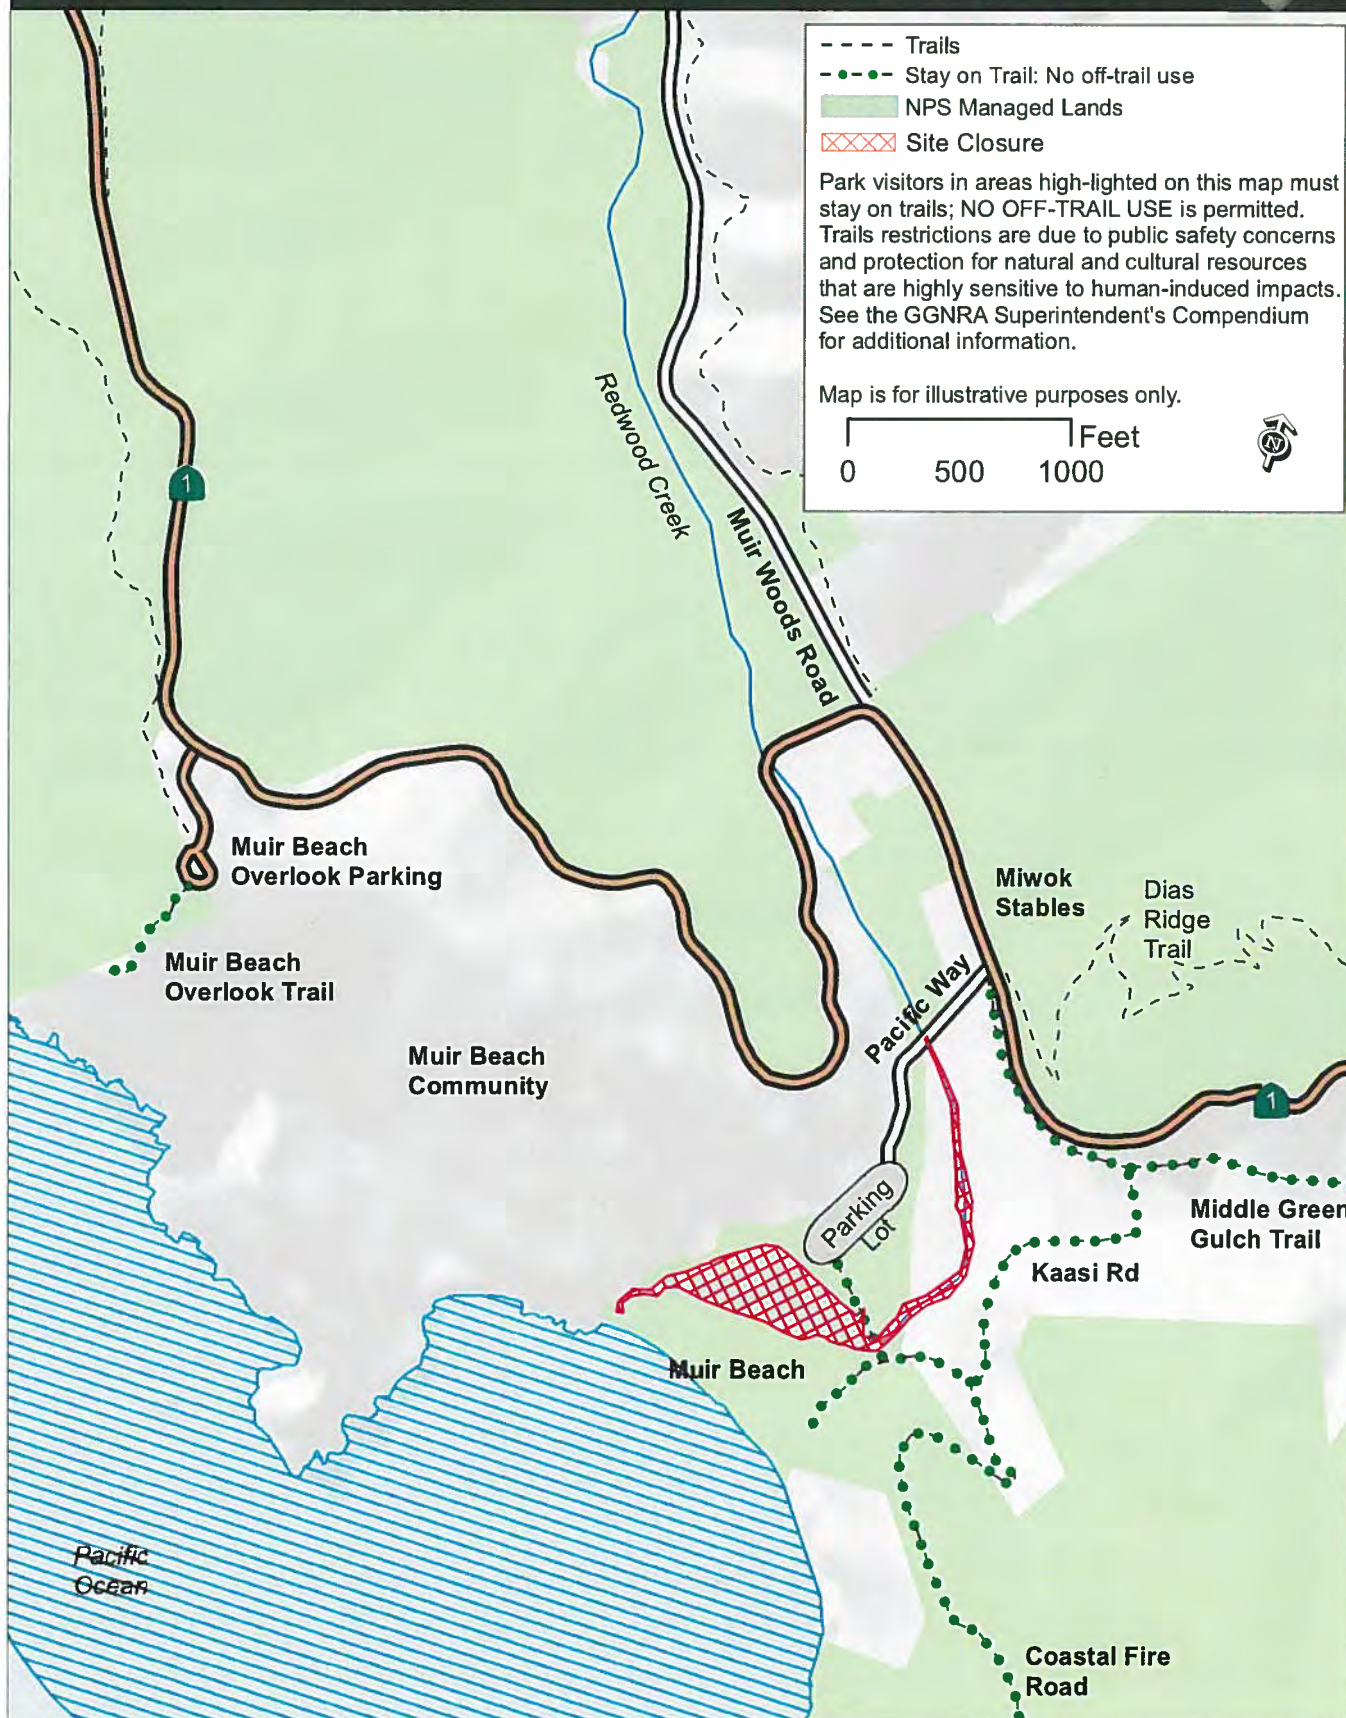 Trails
Stay on Trail: No off-trail use
NPS Managed Lands
Site Closure
Park visitors in areas high-lighted on this map must
stay on trails; NO OFF-TRAIL USE is permitted.
Trails restrictions are due to public safety concerns
and protection for natural and cultural resources
that are highly sensitive to human-induced impacts.
See the GGNRA Superintendent's Compendium
for additional information.
Map is for illustrative purposes only.
Feet
0 500 1000
N
Redwood Creek
1
Muir Woods Road
Muir Beach
Overlook Parking
Miwok
Stables
Dias
Ridge
Trail
Muir Beach
Overlook Trail
Pacific Way
Muir Beach
Community
1
Parking
Lot
Middle Green
Gulch Trail
Kaasi Rd
Muir Beach
Pacific
Ocean
Coastal Fire
Road